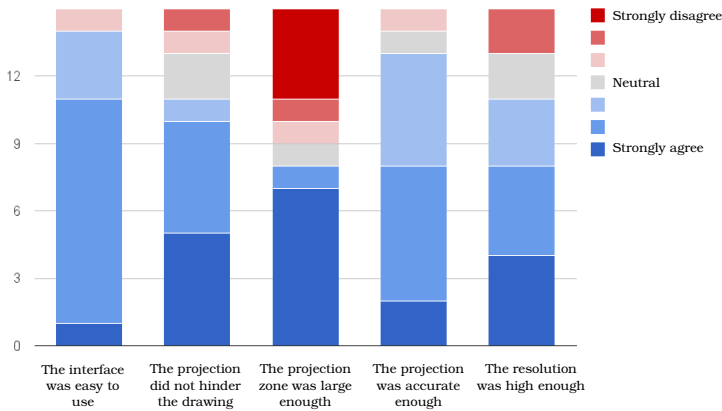 Strongly disagree
Neutral
Strongly agree
12
9
6
3
0
The interface
was easy to
use
The projection
did not hinder
the drawing
The projection
zone was large
enougth
The projection
was accurate
enough
The resolution
was high enough